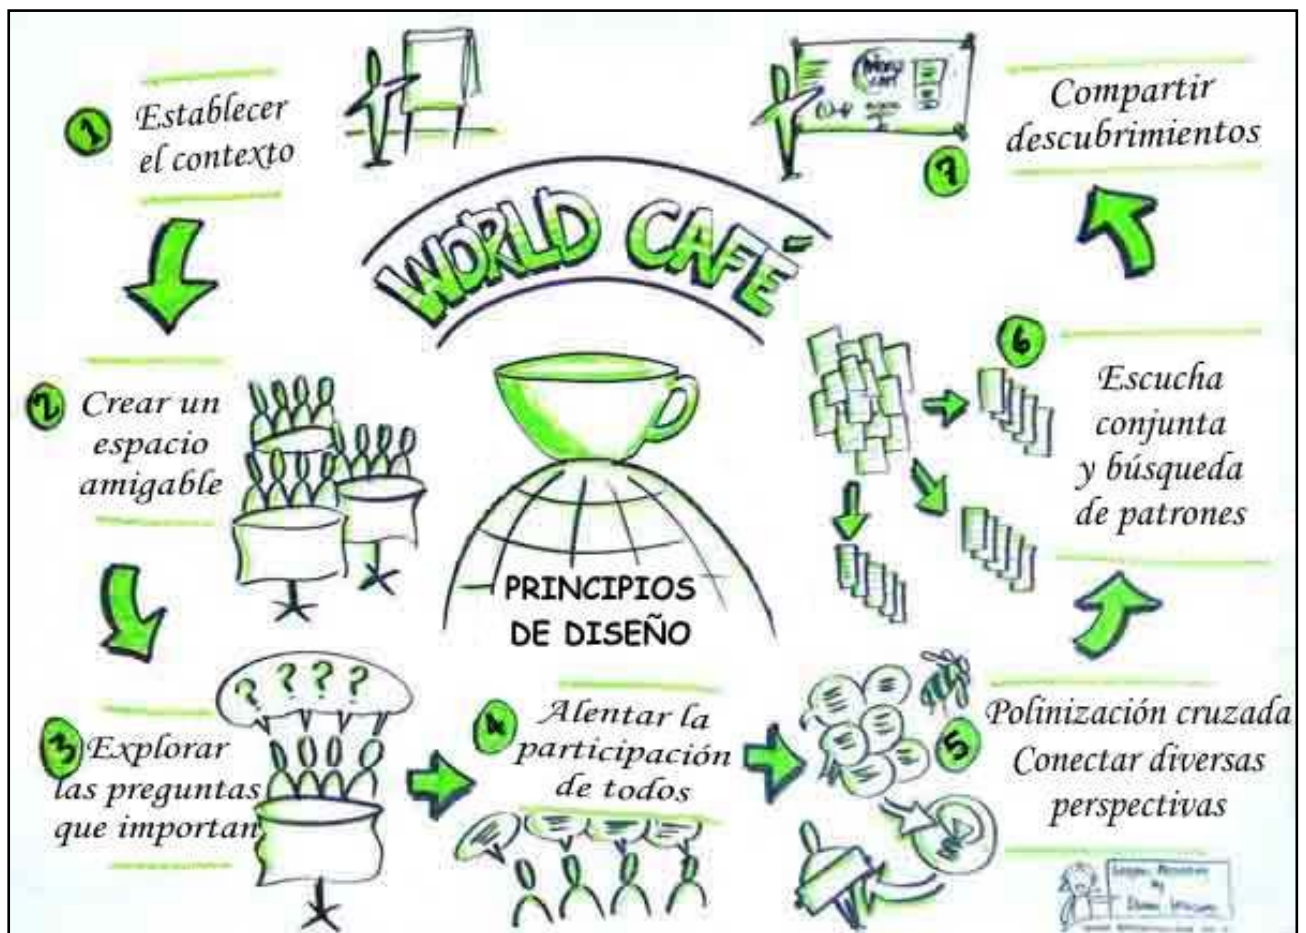 WORLD CAFÉ
PRINCIPIOS
DE DISEÑO
1
Establecer
el contexto
2
Crear un
espacio
amigable
3
Explorar
las preguntas
que importan
? ? ? ?
4
Alentar la
participación
de todos
5
Polinización cruzada
Conectar diversas
perspectivas
6
Escucha
conjunta
y búsqueda
de patrones
7
Compartir
descubrimientos